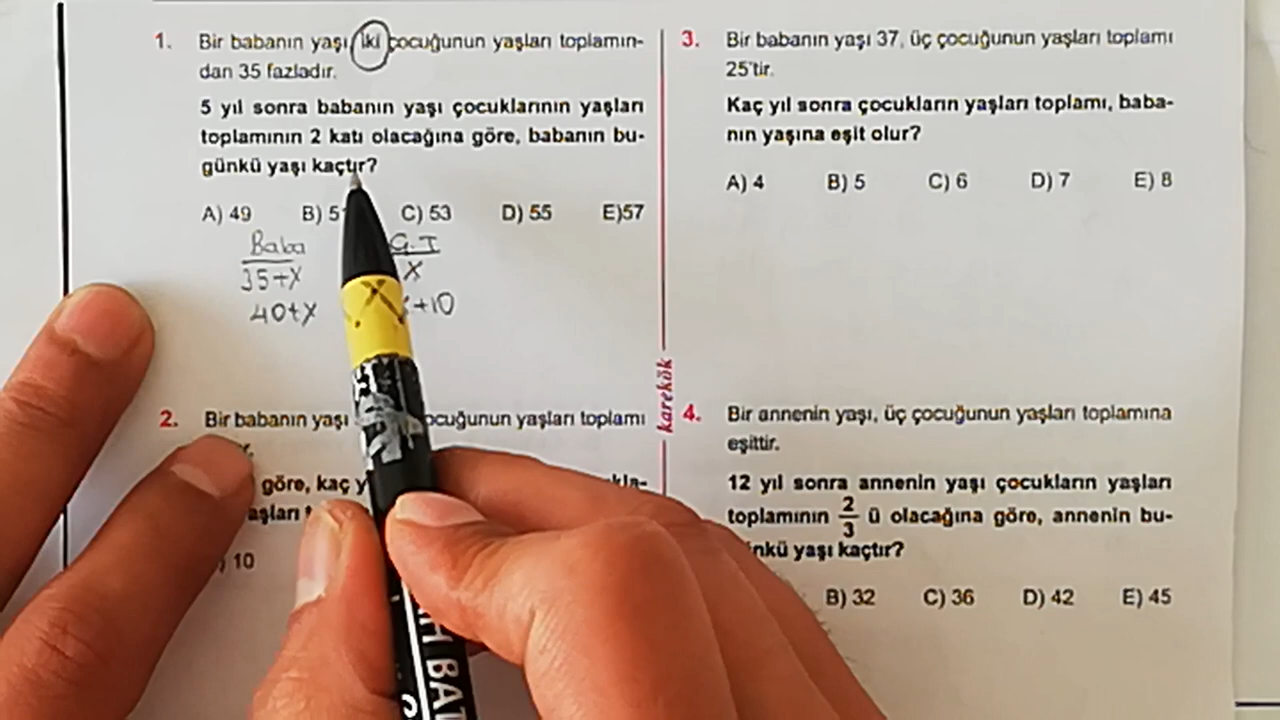 1. Bir babanın yaşı, iki çocuğunun yaşları toplamın-
dan 35 fazladır.
5 yıl sonra babanın yaşı çocuklarının yaşları
toplamının 2 katı olacağına göre, babanın bu-
günkü yaşı kaçtır?
A) 49 B) 51 C) 53 D) 55 E)57
Baba Ç.T
35+x x
40+x x+10
2. Bir babanın yaşı çocuğunun yaşları toplamı
göre, kaç
10
karekök
3. Bir babanın yaşı 37, üç çocuğunun yaşları toplamı
25'tir.
Kaç yıl sonra çocukların yaşları toplamı, baba-
nın yaşına eşit olur?
A) 4 B) 5 C) 6 D) 7 E) 8
4. Bir annenin yaşı, üç çocuğunun yaşları toplamına
eşittir.
12 yıl sonra annenin yaşı çocukların yaşları
toplamının 2/3 ü olacağına göre, annenin bu-
günkü yaşı kaçtır?
B) 32 C) 36 D) 42 E) 45